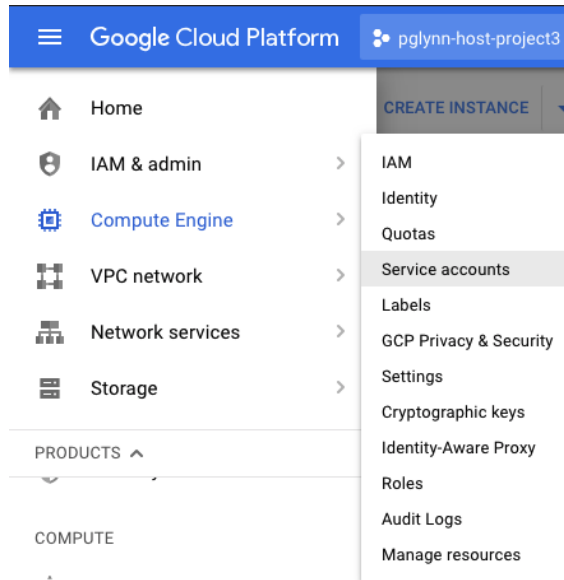 Google Cloud Platform
pglynn-host-project3
Home
CREATE INSTANCE
IAM & admin
Compute Engine
VPC network
Network services
Storage
PRODUCTS
COMPUTE
IAM
Identity
Quotas
Service accounts
Labels
GCP Privacy & Security
Settings
Cryptographic keys
Identity-Aware Proxy
Roles
Audit Logs
Manage resources